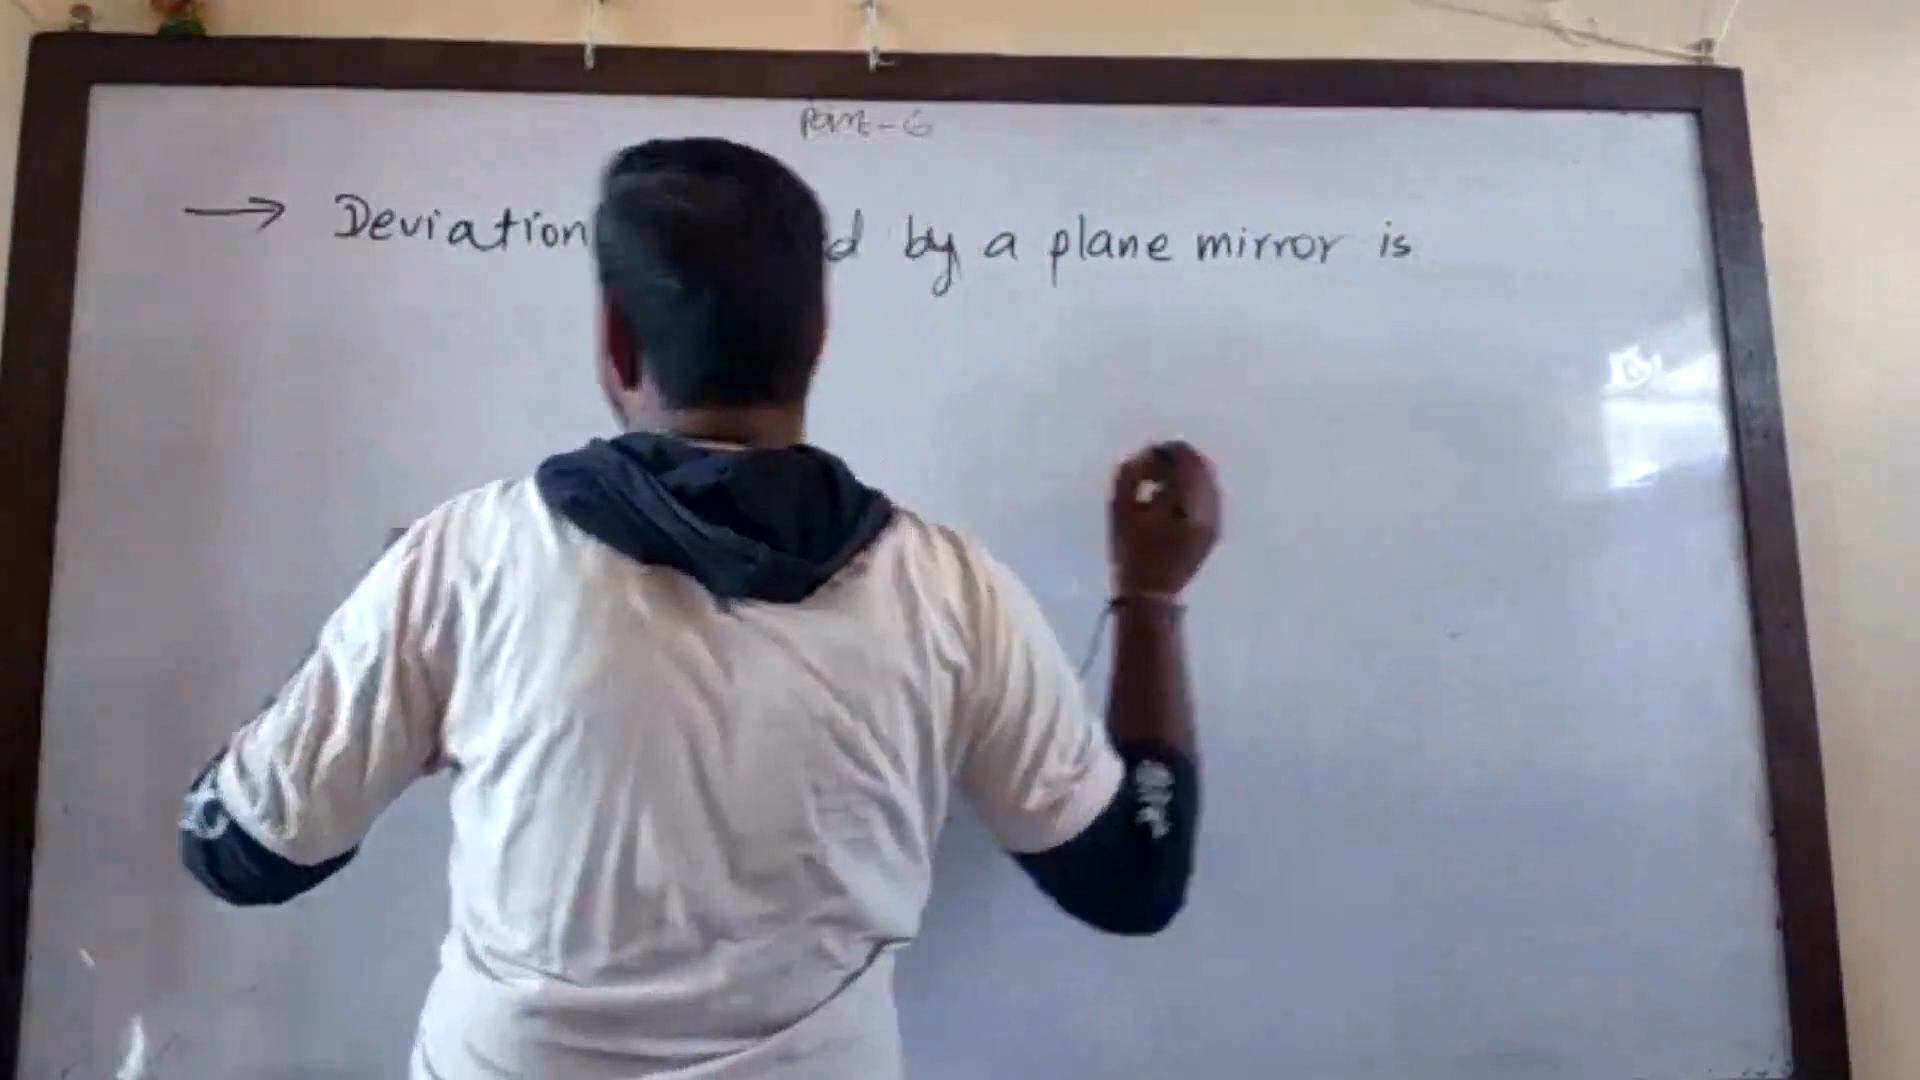 Part-6
→ Deviation d by a plane mirror is